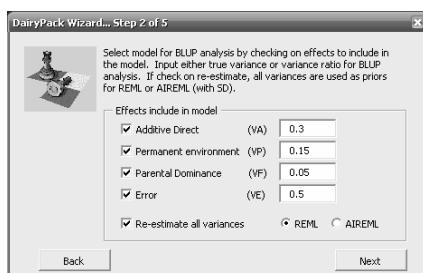 DairyPack Wizard... Step 2 of 5
Select model for BLUP analysis by checking on effects to include in
the model. Input either true variance or variance ratio for BLUP
analysis. If check on re-estimate, all variances are used as priors
for REML or AIREML (with SD).
Effects include in model
Additive Direct (VA) 0.3
Permanent environment (VP) 0.15
Parental Dominance (VF) 0.05
Error (VE) 0.5
Re-estimate all variances REML AIREML
Back Next